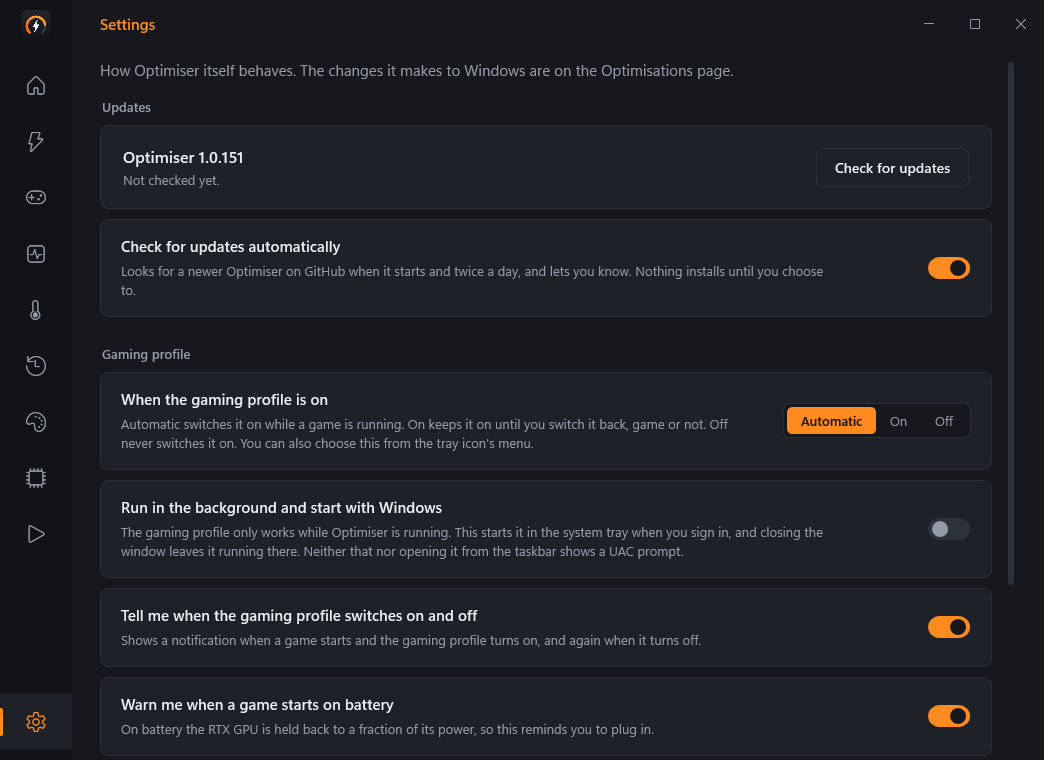 Settings
How Optimiser itself behaves. The changes it makes to Windows are on the Optimisations page.
Updates
Optimiser 1.0.151
Not checked yet.
Check for updates
Check for updates automatically
Looks for a newer Optimiser on GitHub when it starts and twice a day, and lets you know. Nothing installs until you choose
to.
Gaming profile
When the gaming profile is on
Automatic switches it on while a game is running. On keeps it on until you switch it back, game or not. Off
never switches it on. You can also choose this from the tray icon's menu.
Automatic On Off
Run in the background and start with Windows
The gaming profile only works while Optimiser is running. This starts it in the system tray when you sign in, and closing the
window leaves it running there. Neither that nor opening it from the taskbar shows a UAC prompt.
Tell me when the gaming profile switches on and off
Shows a notification when a game starts and the gaming profile turns on, and again when it turns off.
Warn me when a game starts on battery
On battery the RTX GPU is held back to a fraction of its power, so this reminds you to plug in.